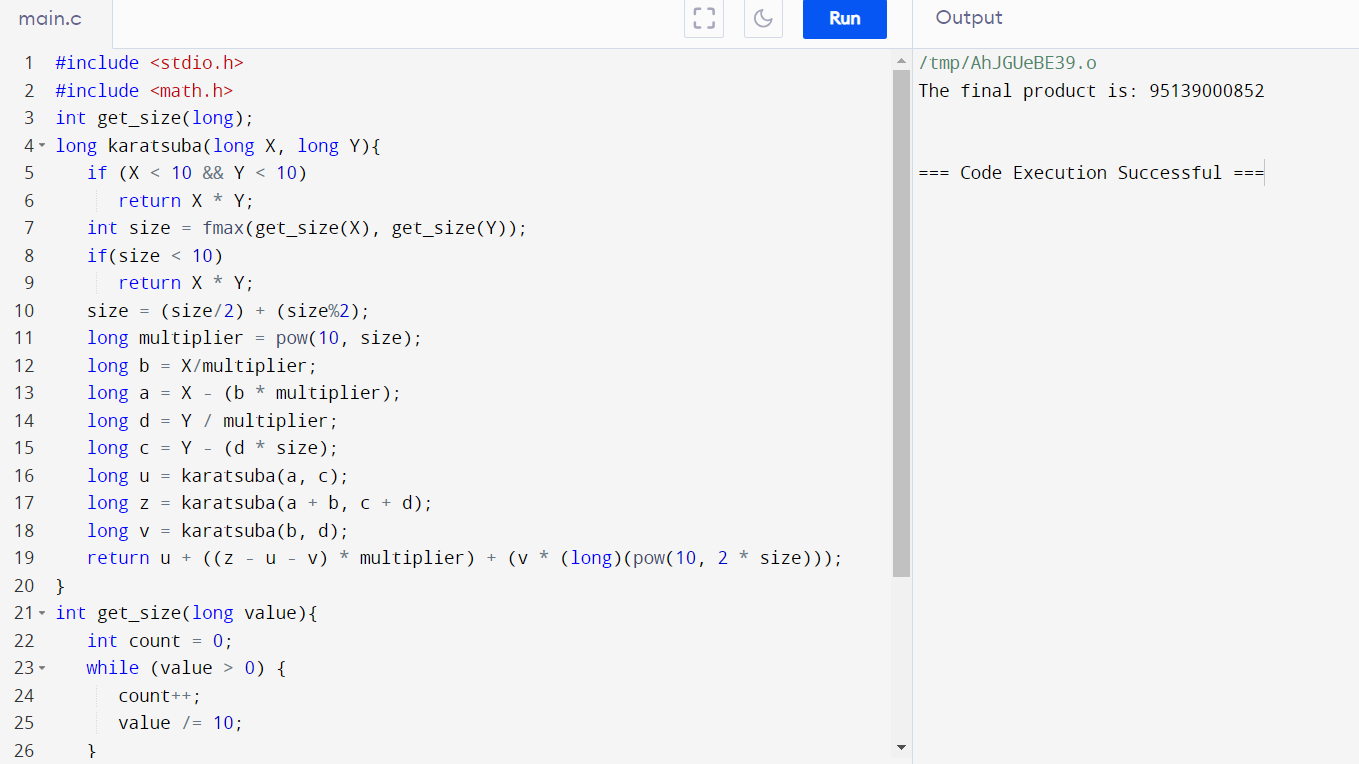 main.c
Run
Output
1 #include <stdio.h>
2 #include <math.h>
3 int get_size(long);
4 long karatsuba(long X, long Y){
5    if (X < 10 && Y < 10)
6       return X * Y;
7    int size = fmax(get_size(X), get_size(Y));
8    if(size < 10)
9       return X * Y;
10    size = (size/2) + (size%2);
11    long multiplier = pow(10, size);
12    long b = X/multiplier;
13    long a = X - (b * multiplier);
14    long d = Y / multiplier;
15    long c = Y - (d * size);
16    long u = karatsuba(a, c);
17    long z = karatsuba(a + b, c + d);
18    long v = karatsuba(b, d);
19    return u + ((z - u - v) * multiplier) + (v * (long)(pow(10, 2 * size)));
20 }
21 int get_size(long value){
22    int count = 0;
23    while (value > 0) {
24       count++;
25       value /= 10;
26    }
/tmp/AhJGUeBE39.o
The final product is: 95139000852
=== Code Execution Successful ===